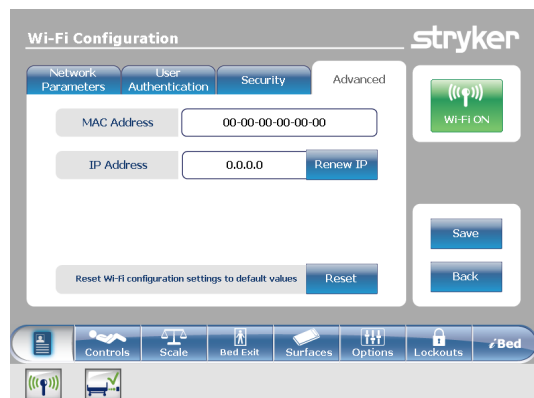 Wi-Fi Configuration
stryker
Network Parameters
User Authentication
Security
Advanced
MAC Address
00-00-00-00-00-00
Wi-Fi ON
IP Address
0.0.0.0
Renew IP
Save
Reset Wi-Fi configuration settings to default values
Reset
Back
Controls
Scale
Bed Exit
Surfaces
Options
Lockouts
iBed